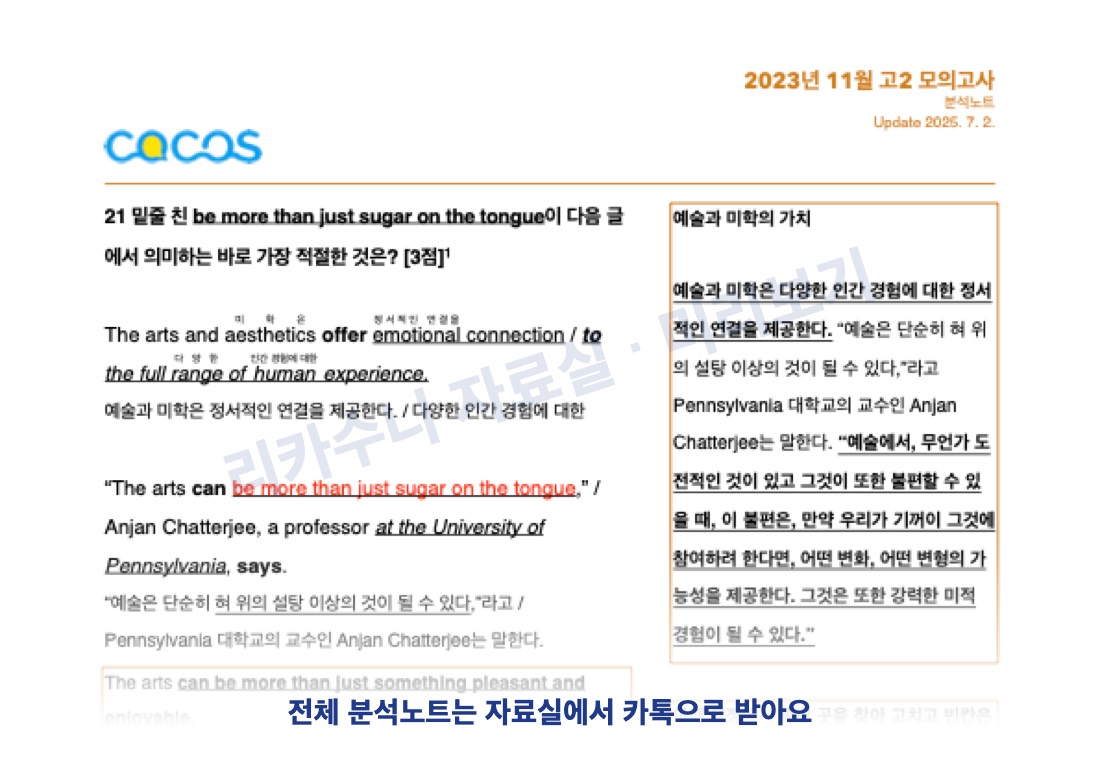 2023년 11월 고2 모의고사
분석노트
Update 2025. 7. 2.
cacos
21 밑줄 친 be more than just sugar on the tongue이 다음 글
에서 의미하는 바로 가장 적절한 것은? [3점]¹
미 학 은 정서적인 연결을
The arts and aesthetics offer emotional connection / to
다 양 한 인간 경험에 대한
the full range of human experience.
예술과 미학은 정서적인 연결을 제공한다. / 다양한 인간 경험에 대한
“The arts can be more than just sugar on the tongue,” /
Anjan Chatterjee, a professor at the University of
Pennsylvania, says.
“예술은 단순히 혀 위의 설탕 이상의 것이 될 수 있다,”라고 /
Pennsylvania 대학교의 교수인 Anjan Chatterjee는 말한다.
The arts can be more than just something pleasant and
enjoyable.
예술과 미학의 가치
예술과 미학은 다양한 인간 경험에 대한 정서
적인 연결을 제공한다. “예술은 단순히 혀 위
의 설탕 이상의 것이 될 수 있다,”라고
Pennsylvania 대학교의 교수인 Anjan
Chatterjee는 말한다. “예술에서, 무언가 도
전적인 것이 있고 그것이 또한 불편할 수 있
을 때, 이 불편은, 만약 우리가 기꺼이 그것에
참여하려 한다면, 어떤 변화, 어떤 변형의 가
능성을 제공한다. 그것은 또한 강력한 미적
경험이 될 수 있다.”
곳을 찾아 고치고 빈칸은
리카수니 자료실 · 미리보기
전체 분석노트는 자료실에서 카톡으로 받아요